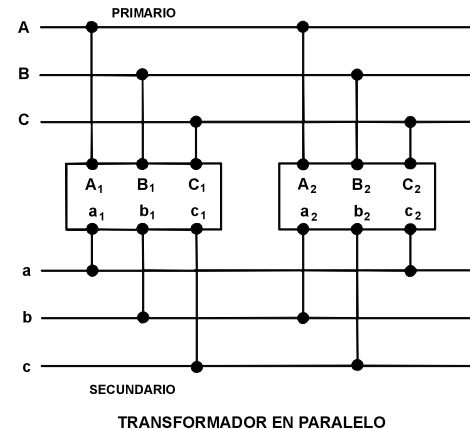 PRIMARIO
A
B
C
A₁ B₁ C₁ A₂ B₂ C₂
a₁ b₁ c₁ a₂ b₂ c₂
a
b
c
SECUNDARIO
TRANSFORMADOR EN PARALELO